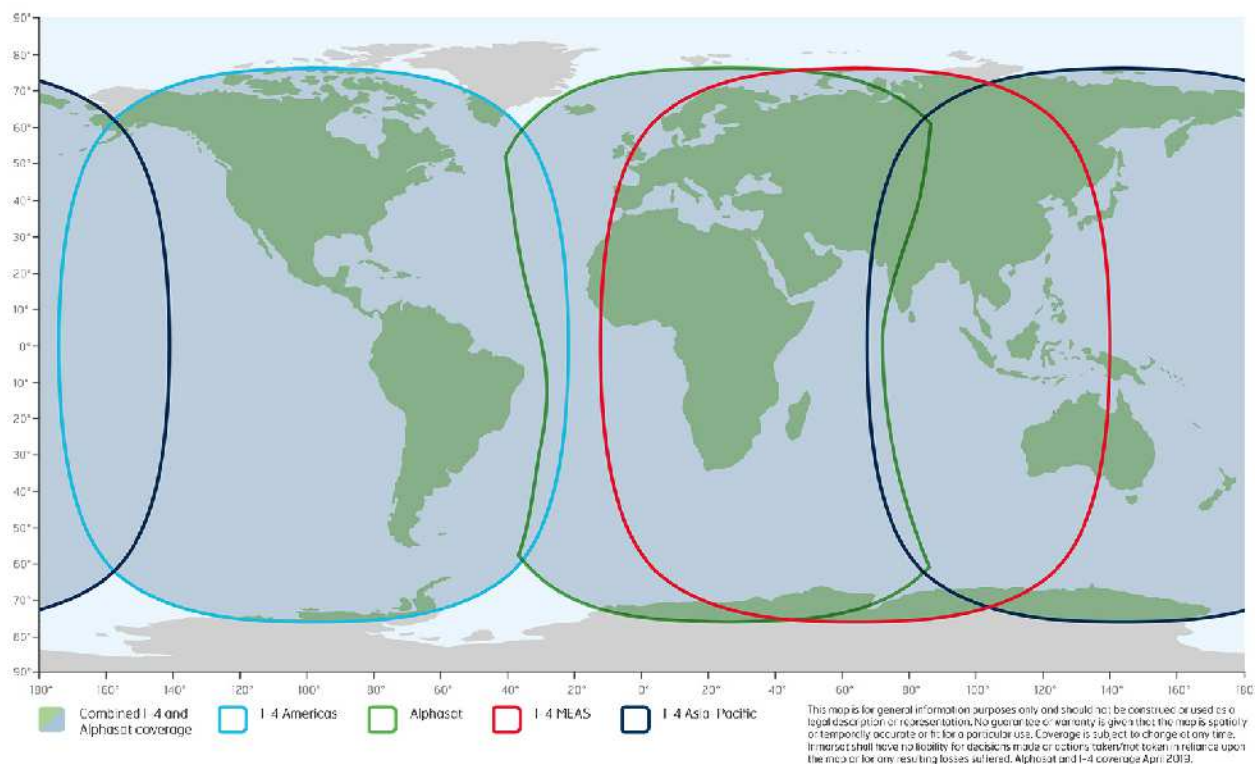 90°
80°
70°
60°
50°
40°
30°
20°
10°
0°
10°
20°
30°
40°
50°
60°
70°
80°
90°
180° 160° 140° 120° 100° 80° 60° 40° 20° 0° 20° 40° 60° 80° 100° 120° 140° 160° 180
Combined I-4 and
Alphasat coverage
I-4 Americas
Alphasat
I-4 MEAS
I-4 Asia-Pacific
This map is for general information purposes only and should not be construed or used as a
legal description or representation. No guarantee or warranty is given that the map is spatially
or temporally accurate or fit for a particular use. Coverage is subject to change at any time.
Inmarsat shall have no liability for decisions made or actions taken/not taken in reliance upon
the map or for any resulting losses suffered. Alphasat and I-4 coverage April 2019.